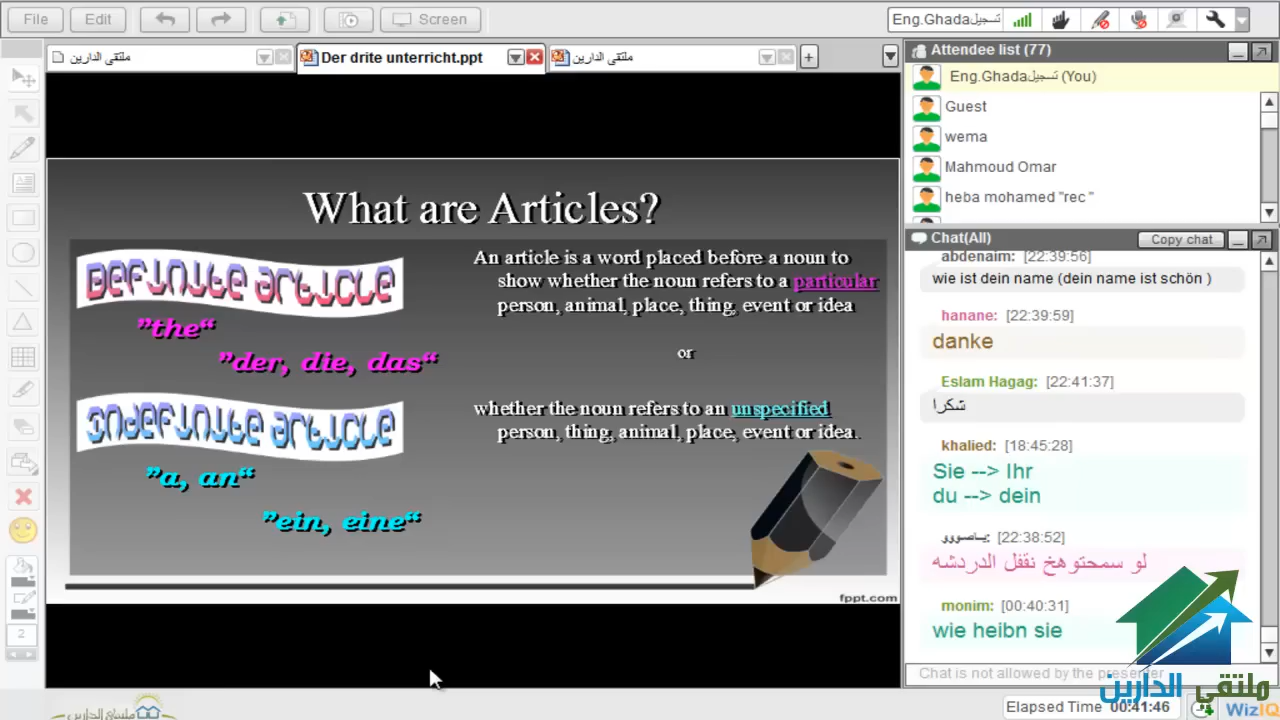 File
Edit
Screen
Eng.Ghadaتسجيل
ملتقى الدارين
Der drite unterricht.ppt
ملتقى الدارين
What are Articles?
Definite article
”the“
”der, die, das“
Indefinite article
”a, an“
”ein, eine“
An article is a word placed before a noun to
show whether the noun refers to a particular
person, animal, place, thing, event or idea
or
whether the noun refers to an unspecified
person, thing, animal, place, event or idea.
fppt.com
2
Attendee list (77)
Eng.Ghadaتسجيل (You)
Guest
wema
Mahmoud Omar
heba mohamed "rec "
Chat(All)
Copy chat
abdenaim: [22:39:56]
wie ist dein name (dein name ist schön )
hanane: [22:39:59]
danke
Eslam Hagag: [22:41:37]
شكرا
khalied: [18:45:28]
Sie --> Ihr
du --> dein
[22:38:52]
لو سمحتوهخ نقفل الدردشه
monim: [00:40:31]
wie heibn sie
Chat is not allowed by the presenter
ملتقى الدارين
ملتقى الدارين
Elapsed Time 00:41:46
WizIQ